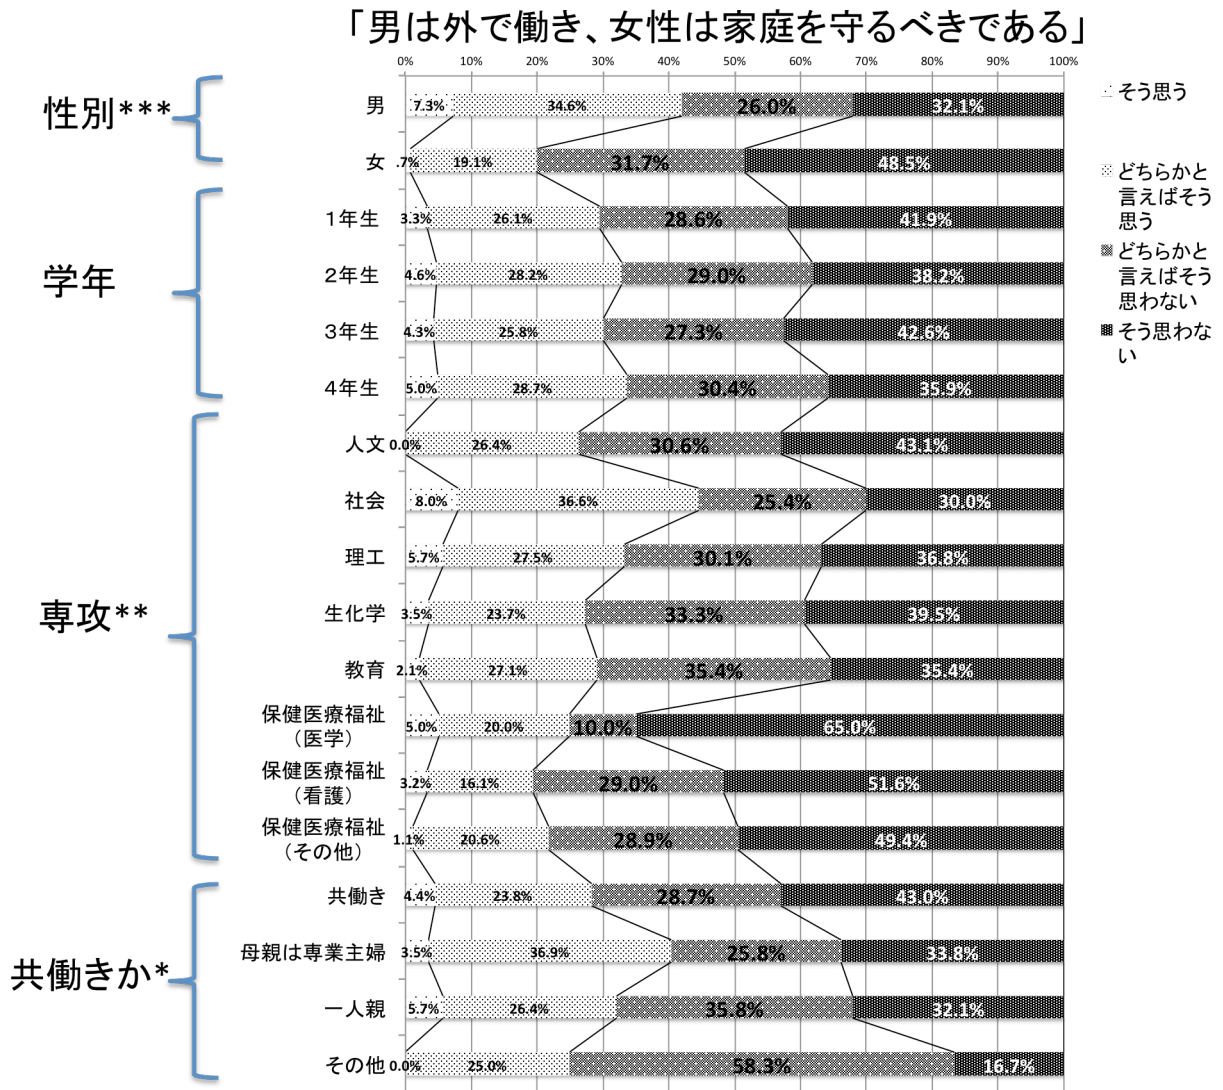 「男は外で働き、女性は家庭を守るべきである」
0% 10% 20% 30% 40% 50% 60% 70% 80% 90% 100%
性別***
男 7.3% 34.6% 26.0% 32.1%
女 .7% 19.1% 31.7% 48.5%
学年
1年生 3.3% 26.1% 28.6% 41.9%
2年生 4.6% 28.2% 29.0% 38.2%
3年生 4.3% 25.8% 27.3% 42.6%
4年生 5.0% 28.7% 30.4% 35.9%
専攻**
人文 0.0% 26.4% 30.6% 43.1%
社会 8.0% 36.6% 25.4% 30.0%
理工 5.7% 27.5% 30.1% 36.8%
生化学 3.5% 23.7% 33.3% 39.5%
教育 2.1% 27.1% 35.4% 35.4%
保健医療福祉
（医学） 5.0% 20.0% 10.0% 65.0%
保健医療福祉
（看護） 3.2% 16.1% 29.0% 51.6%
保健医療福祉
（その他） 1.1% 20.6% 28.9% 49.4%
共働きか*
共働き 4.4% 23.8% 28.7% 43.0%
母親は専業主婦 3.5% 36.9% 25.8% 33.8%
一人親 5.7% 26.4% 35.8% 32.1%
その他 0.0% 25.0% 58.3% 16.7%
そう思う
どちらかと
言えばそう
思う
どちらかと
言えばそう
思わない
そう思わな
い